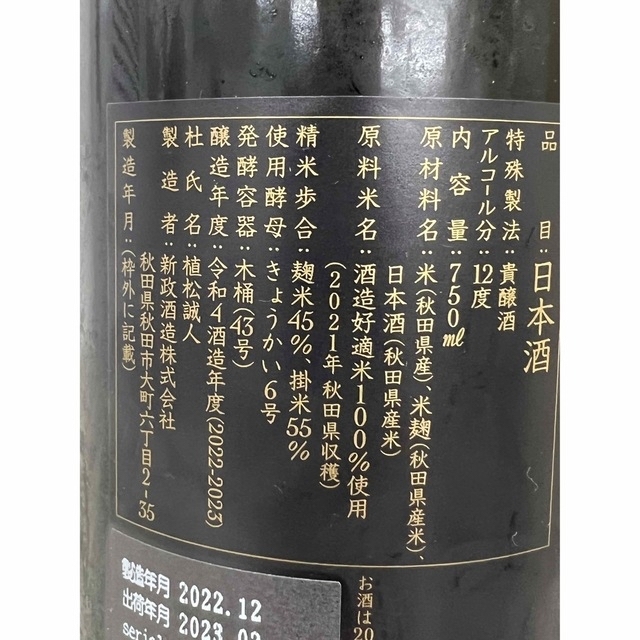 品目：日本酒
特殊製法：貴醸酒
アルコール分：12度
内容量：750ml
原材料名：米（秋田県産）、米麹（秋田県産米）、
日本酒（秋田県産米）
原料米名：酒造好適米100%使用
（2021年 秋田県収穫）
精米歩合：麹米45%、掛米55%
使用酵母：きょうかい6号
発酵容器：木桶（43号）
醸造年度：令和4酒造年度（2022-2023）
杜氏名：植松誠人
製造者：新政酒造株式会社
秋田県秋田市大町六丁目2-35
製造年月：（枠外に記載）
製造年月 2022.12
出荷年月 2023.02
serial
お酒は20